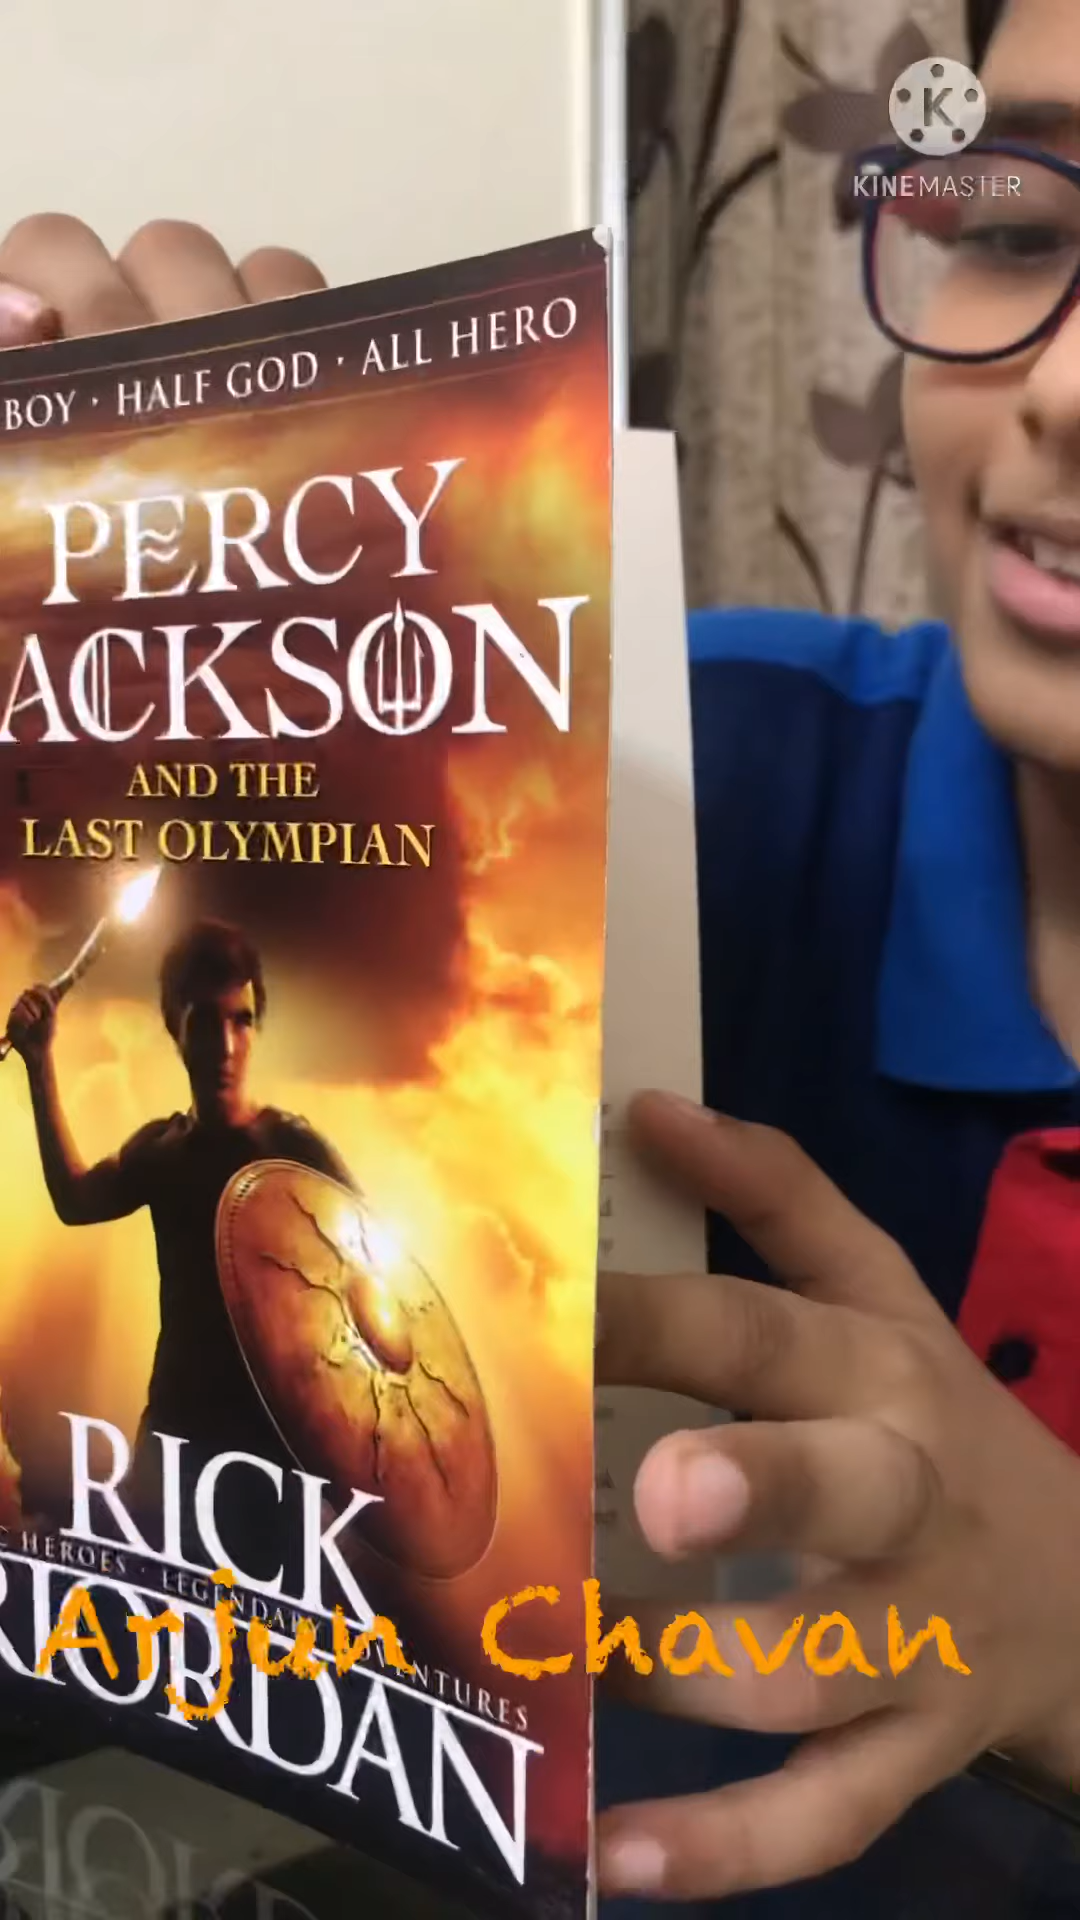 K
KINEMASTER
BOY · HALF GOD · ALL HERO
PERCY
ACKSON
AND THE
LAST OLYMPIAN
RICK
C HEROES · LEGENDARY ADVENTURES
RIORDAN
Arjun Chavan